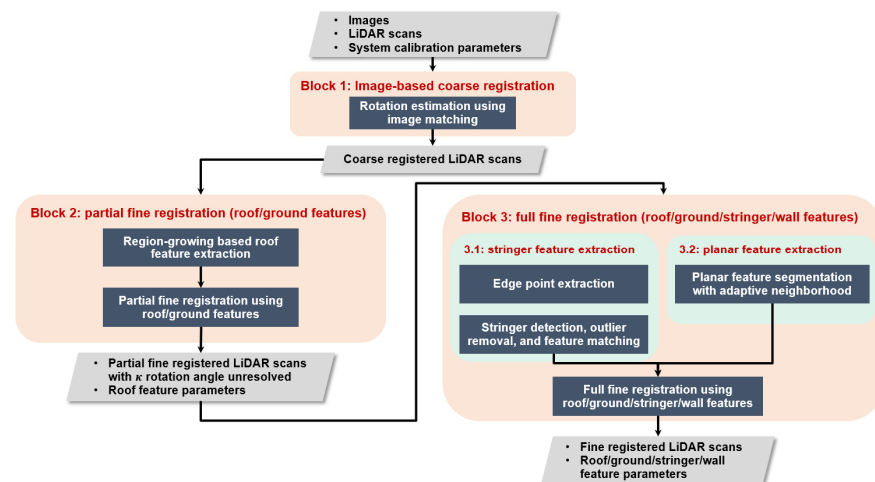 • Images
• LiDAR scans
• System calibration parameters
Block 1: Image-based coarse registration
Rotation estimation using
image matching
Coarse registered LiDAR scans
Block 2: partial fine registration (roof/ground features)
Region-growing based roof
feature extraction
Partial fine registration using
roof/ground features
• Partial fine registered LiDAR scans
with κ rotation angle unresolved
• Roof feature parameters
Block 3: full fine registration (roof/ground/stringer/wall features)
3.1: stringer feature extraction
Edge point extraction
Stringer detection, outlier
removal, and feature matching
3.2: planar feature extraction
Planar feature segmentation
with adaptive neighborhood
Full fine registration using
roof/ground/stringer/wall features
• Fine registered LiDAR scans
• Roof/ground/stringer/wall
feature parameters